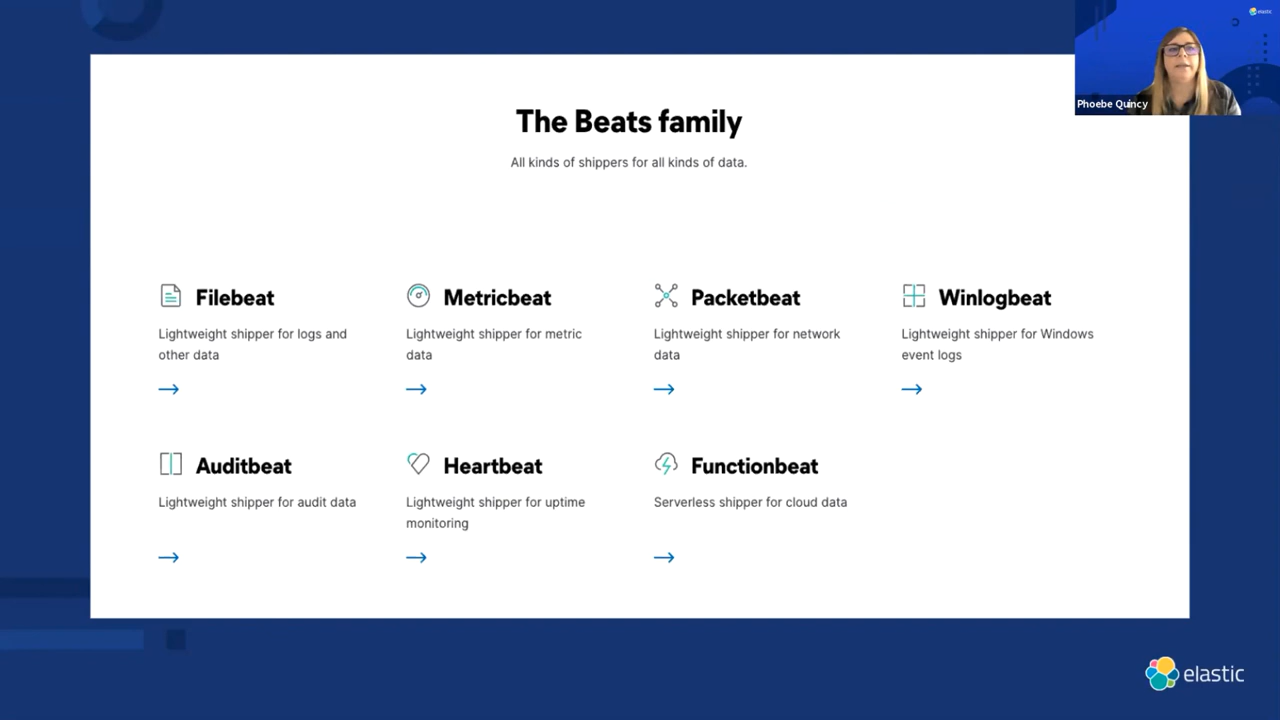 elastic
Phoebe Quincy
The Beats family
All kinds of shippers for all kinds of data.
Filebeat
Lightweight shipper for logs and
other data
Metricbeat
Lightweight shipper for metric
data
Packetbeat
Lightweight shipper for network
data
Winlogbeat
Lightweight shipper for Windows
event logs
Auditbeat
Lightweight shipper for audit data
Heartbeat
Lightweight shipper for uptime
monitoring
Functionbeat
Serverless shipper for cloud data
elastic